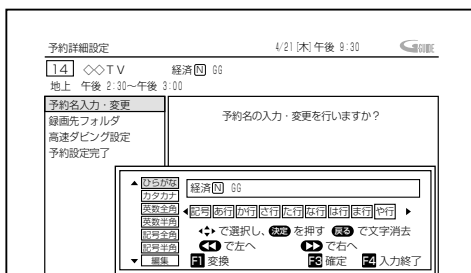 予約詳細設定 4/21 [木] 午後 9:30 GGUIDE
14 ◇◇TV 経済N GG
地上 午後 2:30～午後 3:00
予約名入力・変更
録画先フォルダ
高速ダビング設定
予約設定完了
予約名の入力・変更を行いますか?
▲ ひらがな
カタカナ
英数全角
英数半角
記号全角
記号半角
▼ 編集
経済N GG
◀ 記号 あ行 か行 さ行 た行 な行 は行 ま行 や行 ▶
で選択し、決定 を押す 戻る で文字消去
で左へ で右へ
F1 変換 F3 確定 F4 入力終了